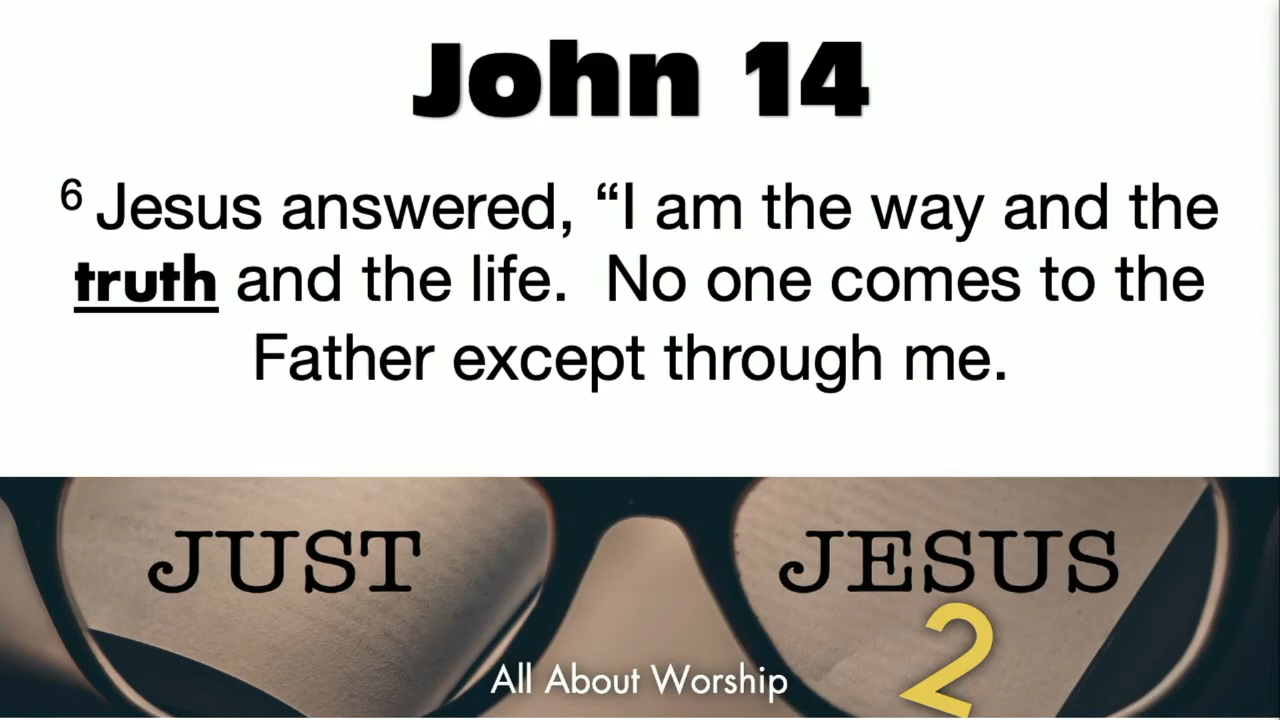 John 14
6 Jesus answered, “I am the way and the
truth and the life.  No one comes to the
Father except through me.
JUST JESUS
2
All About Worship